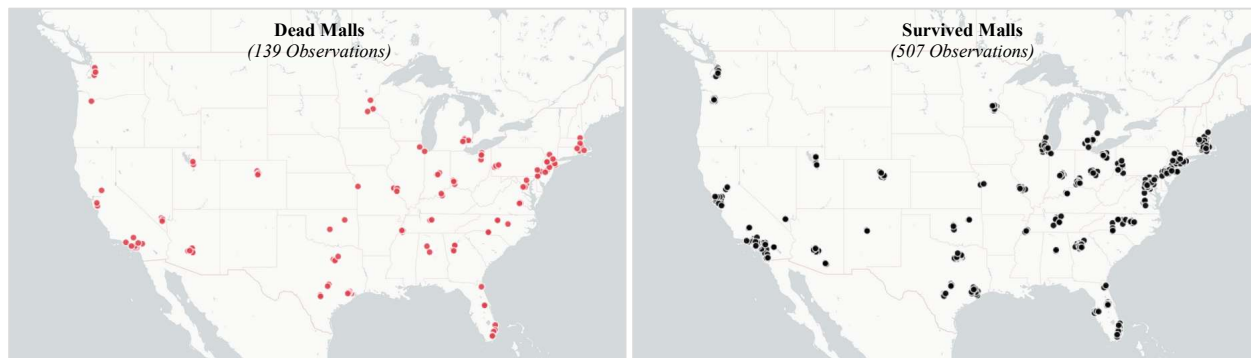 Dead Malls
(139 Observations)
Survived Malls
(507 Observations)